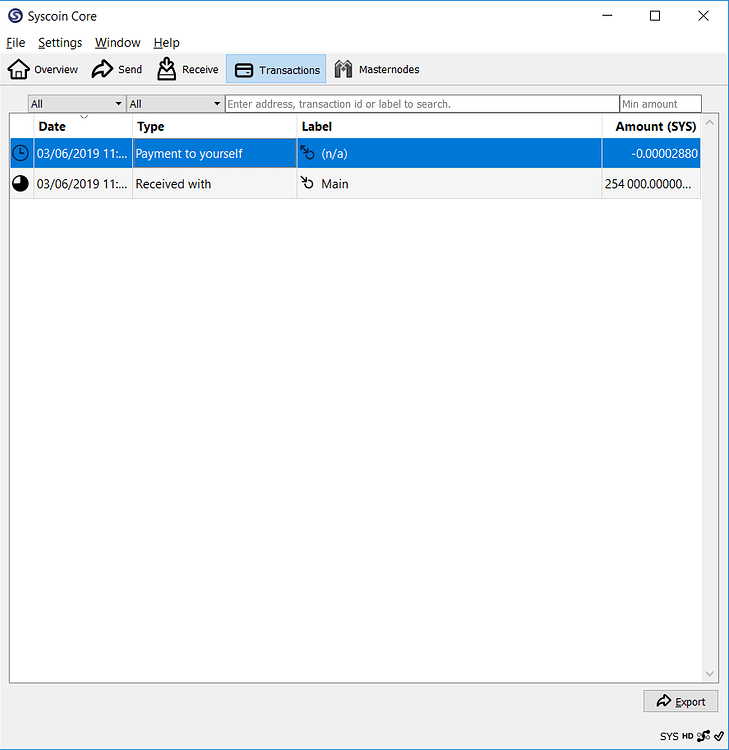 Syscoin Core
File Settings Window Help
Overview Send Receive Transactions Masternodes
All All Enter address, transaction id or label to search. Min amount
Date Type Label Amount (SYS)
03/06/2019 11:... Payment to yourself (n/a) -0.00002880
03/06/2019 11:... Received with Main 254 000.00000...
Export
SYS HD